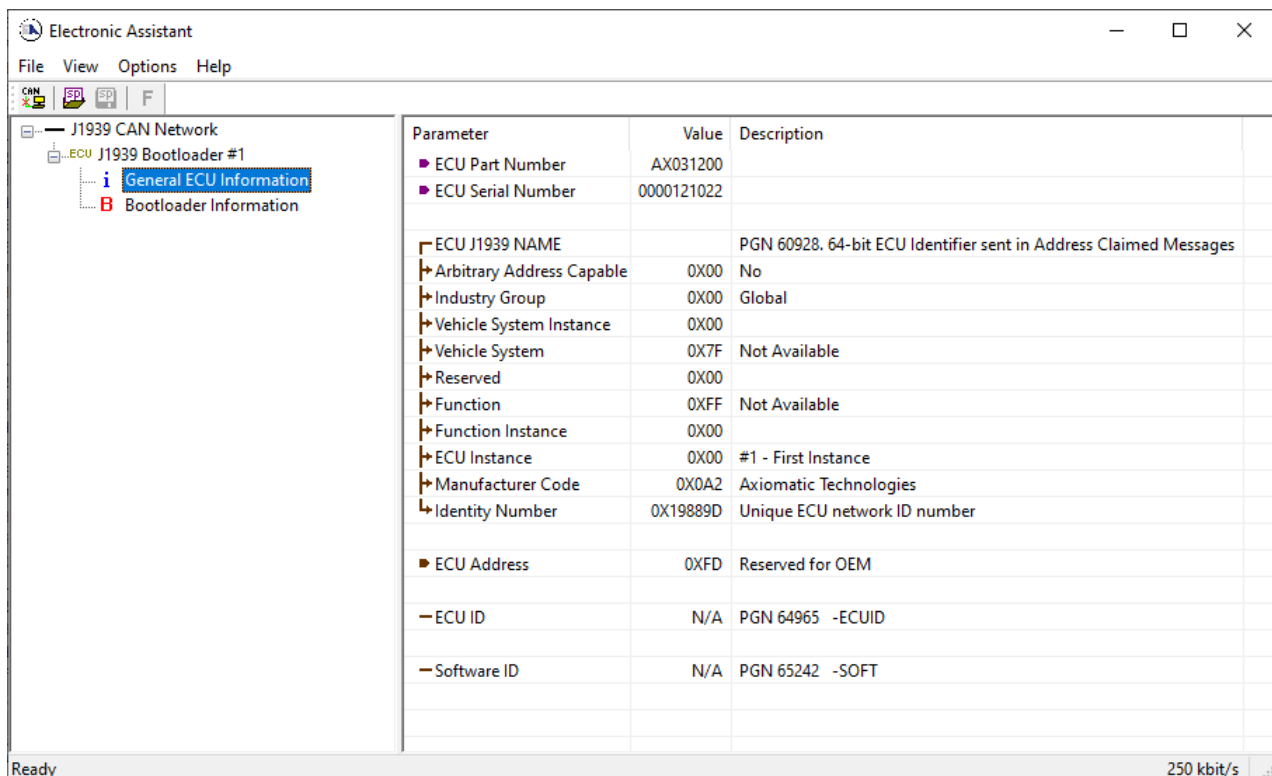 Electronic Assistant
File View Options Help
CAN SP SP F
J1939 CAN Network
ECU J1939 Bootloader #1
i General ECU Information
B Bootloader Information
Parameter Value Description
ECU Part Number AX031200
ECU Serial Number 0000121022
ECU J1939 NAME PGN 60928. 64-bit ECU Identifier sent in Address Claimed Messages
Arbitrary Address Capable 0X00 No
Industry Group 0X00 Global
Vehicle System Instance 0X00
Vehicle System 0X7F Not Available
Reserved 0X00
Function 0XFF Not Available
Function Instance 0X00
ECU Instance 0X00 #1 - First Instance
Manufacturer Code 0X0A2 Axiomatic Technologies
Identity Number 0X19889D Unique ECU network ID number
ECU Address 0XFD Reserved for OEM
ECU ID N/A PGN 64965 -ECUID
Software ID N/A PGN 65242 -SOFT
Ready 250 kbit/s